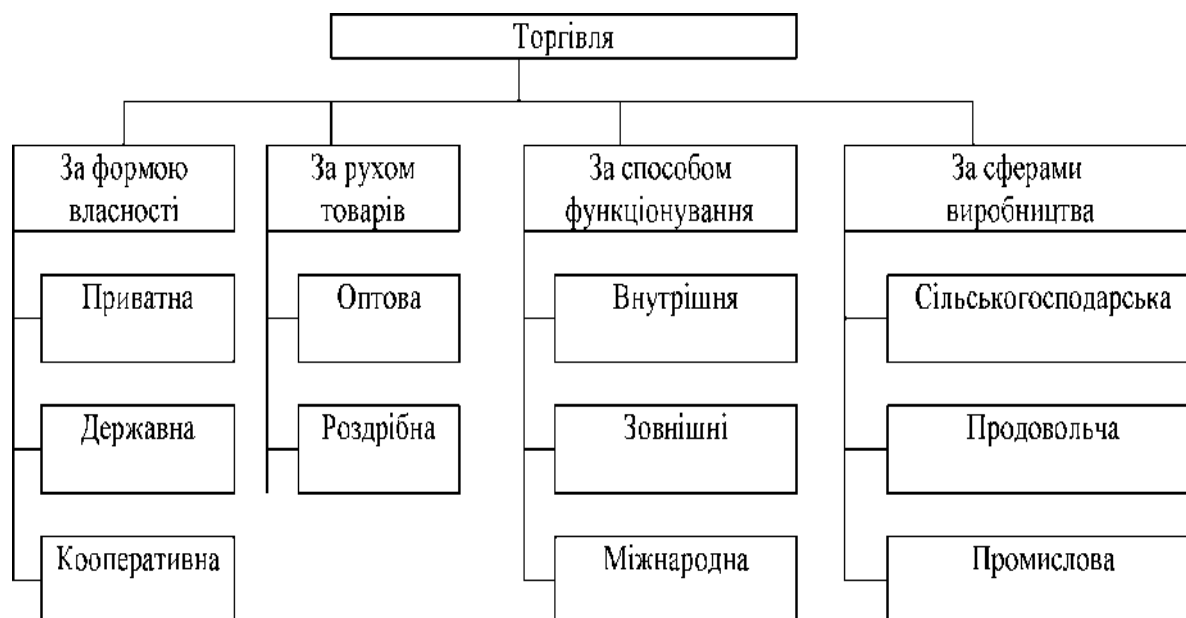 Торгівля
За формою
власності
За рухом
товарів
За способом
функціонування
За сферами
виробництва
Приватна
Оптова
Внутрішня
Сільськогосподарська
Державна
Роздрібна
Зовнішні
Продовольча
Кооперативна
Міжнародна
Промислова